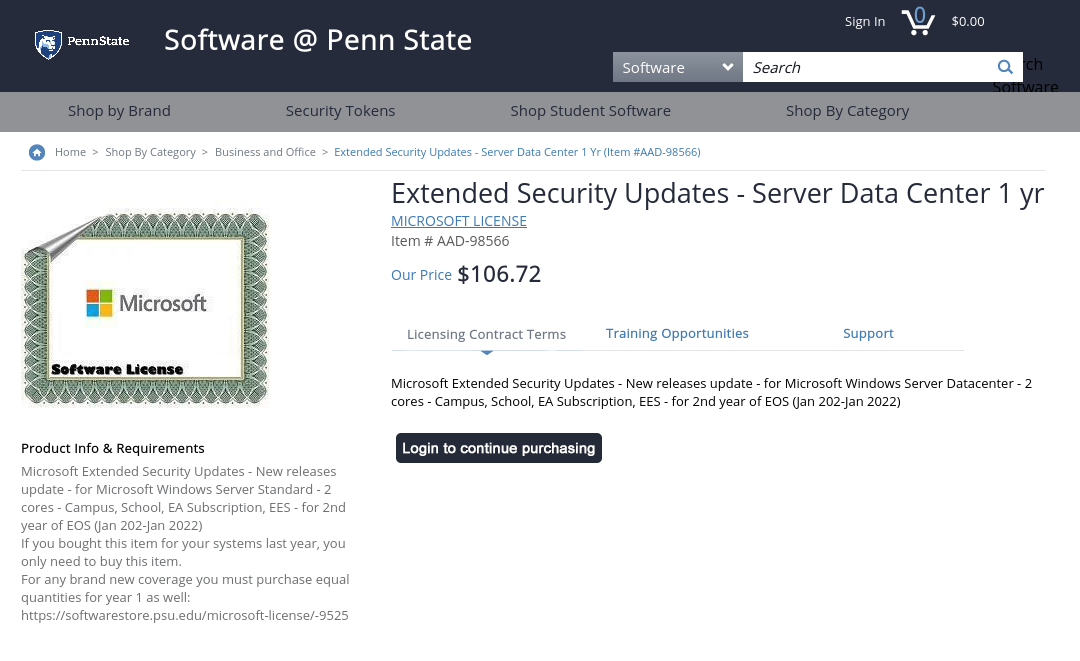 Sign In
0
$0.00
PennState
Software @ Penn State
Software
Search
rch
Software
Shop by Brand
Security Tokens
Shop Student Software
Shop By Category
Home > Shop By Category > Business and Office > Extended Security Updates - Server Data Center 1 Yr (Item #AAD-98566)
Extended Security Updates - Server Data Center 1 yr
MICROSOFT LICENSE
Item # AAD-98566
Our Price $106.72
Microsoft
Software License
Licensing Contract Terms
Training Opportunities
Support
Microsoft Extended Security Updates - New releases update - for Microsoft Windows Server Datacenter - 2
cores - Campus, School, EA Subscription, EES - for 2nd year of EOS (Jan 202-Jan 2022)
Login to continue purchasing
Product Info & Requirements
Microsoft Extended Security Updates - New releases
update - for Microsoft Windows Server Standard - 2
cores - Campus, School, EA Subscription, EES - for 2nd
year of EOS (Jan 202-Jan 2022)
If you bought this item for your systems last year, you
only need to buy this item.
For any brand new coverage you must purchase equal
quantities for year 1 as well:
https://softwarestore.psu.edu/microsoft-license/-9525